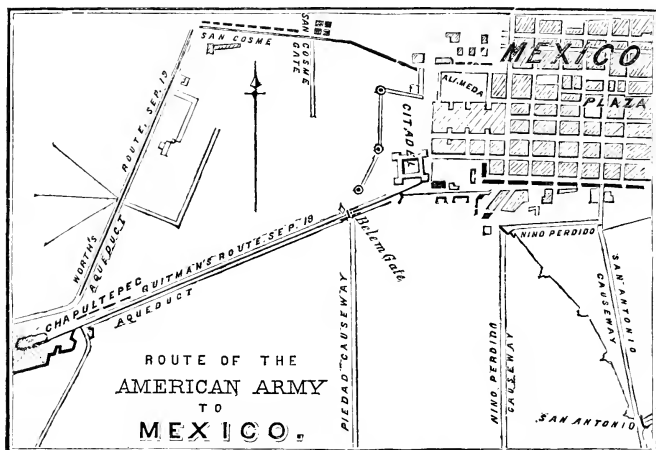 SAN COSME
SAN COSME GATE
MEXICO
ALAMEDA
PLAZA
CITADEL
WORTH'S ROUTE, SEP. 19
AQUEDUCT
Belem Gate
CHAPULTEPEC
QUITMAN'S ROUTE-SEP-19
AQUEDUCT
NINO PERDIDO
SAN ANTONIO CAUSEWAY
PIEDAD CAUSEWAY
NINO PERDIDO CAUSEWAY
SAN ANTONIO
ROUTE OF THE
AMERICAN ARMY
TO
MEXICO.